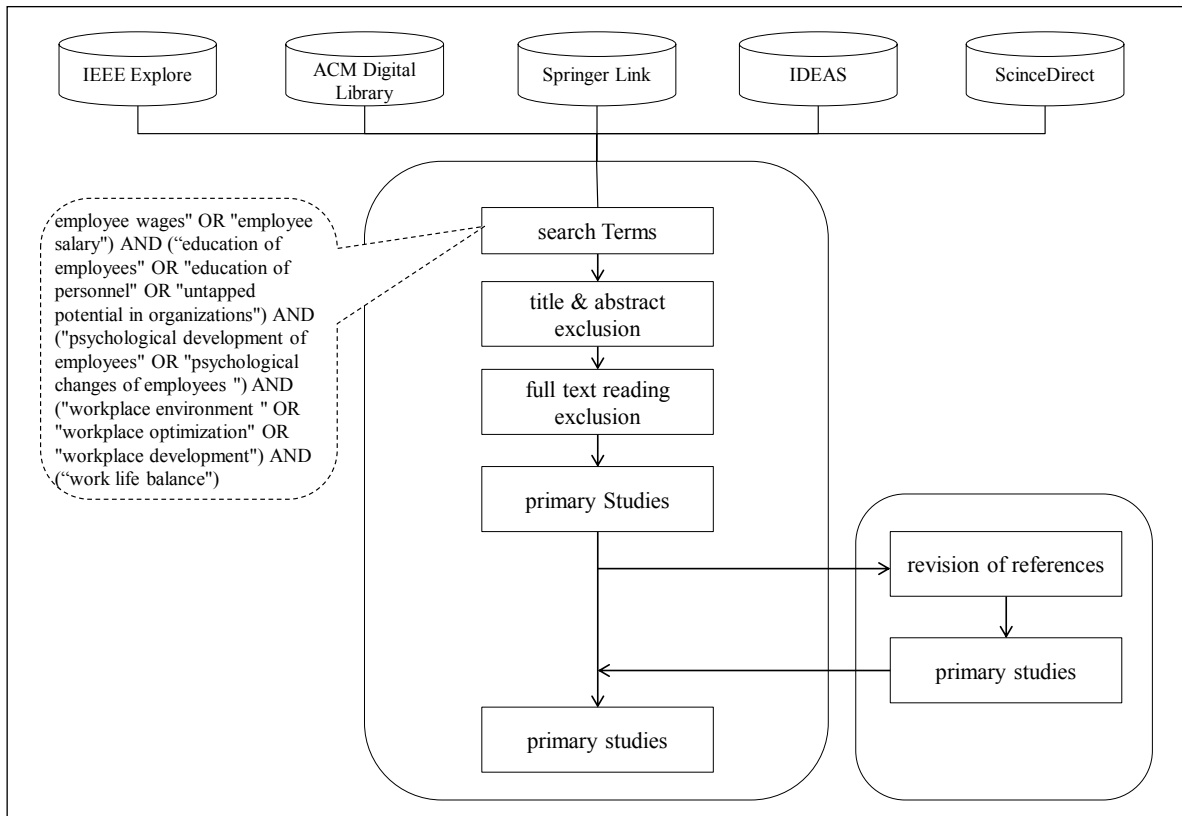 IEEE Explore
ACM Digital
Library
Springer Link
IDEAS
ScinceDirect
employee wages" OR "employee
salary") AND (“education of
employees" OR "education of
personnel" OR "untapped
potential in organizations") AND
("psychological development of
employees" OR "psychological
changes of employees ") AND
("workplace environment " OR
"workplace optimization" OR
"workplace development") AND
(“work life balance")
search Terms
title & abstract
exclusion
full text reading
exclusion
primary Studies
revision of references
primary studies
primary studies